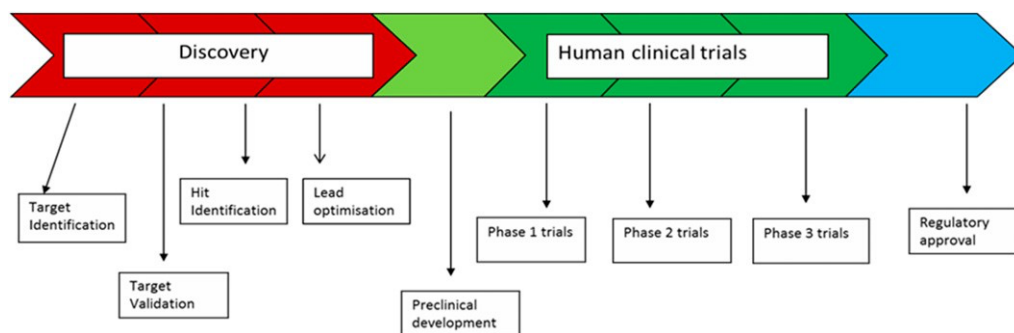 Discovery
Human clinical trials
Target
Identification
Target
Validation
Hit
Identification
Lead
optimisation
Preclinical
development
Phase 1 trials
Phase 2 trials
Phase 3 trials
Regulatory
approval